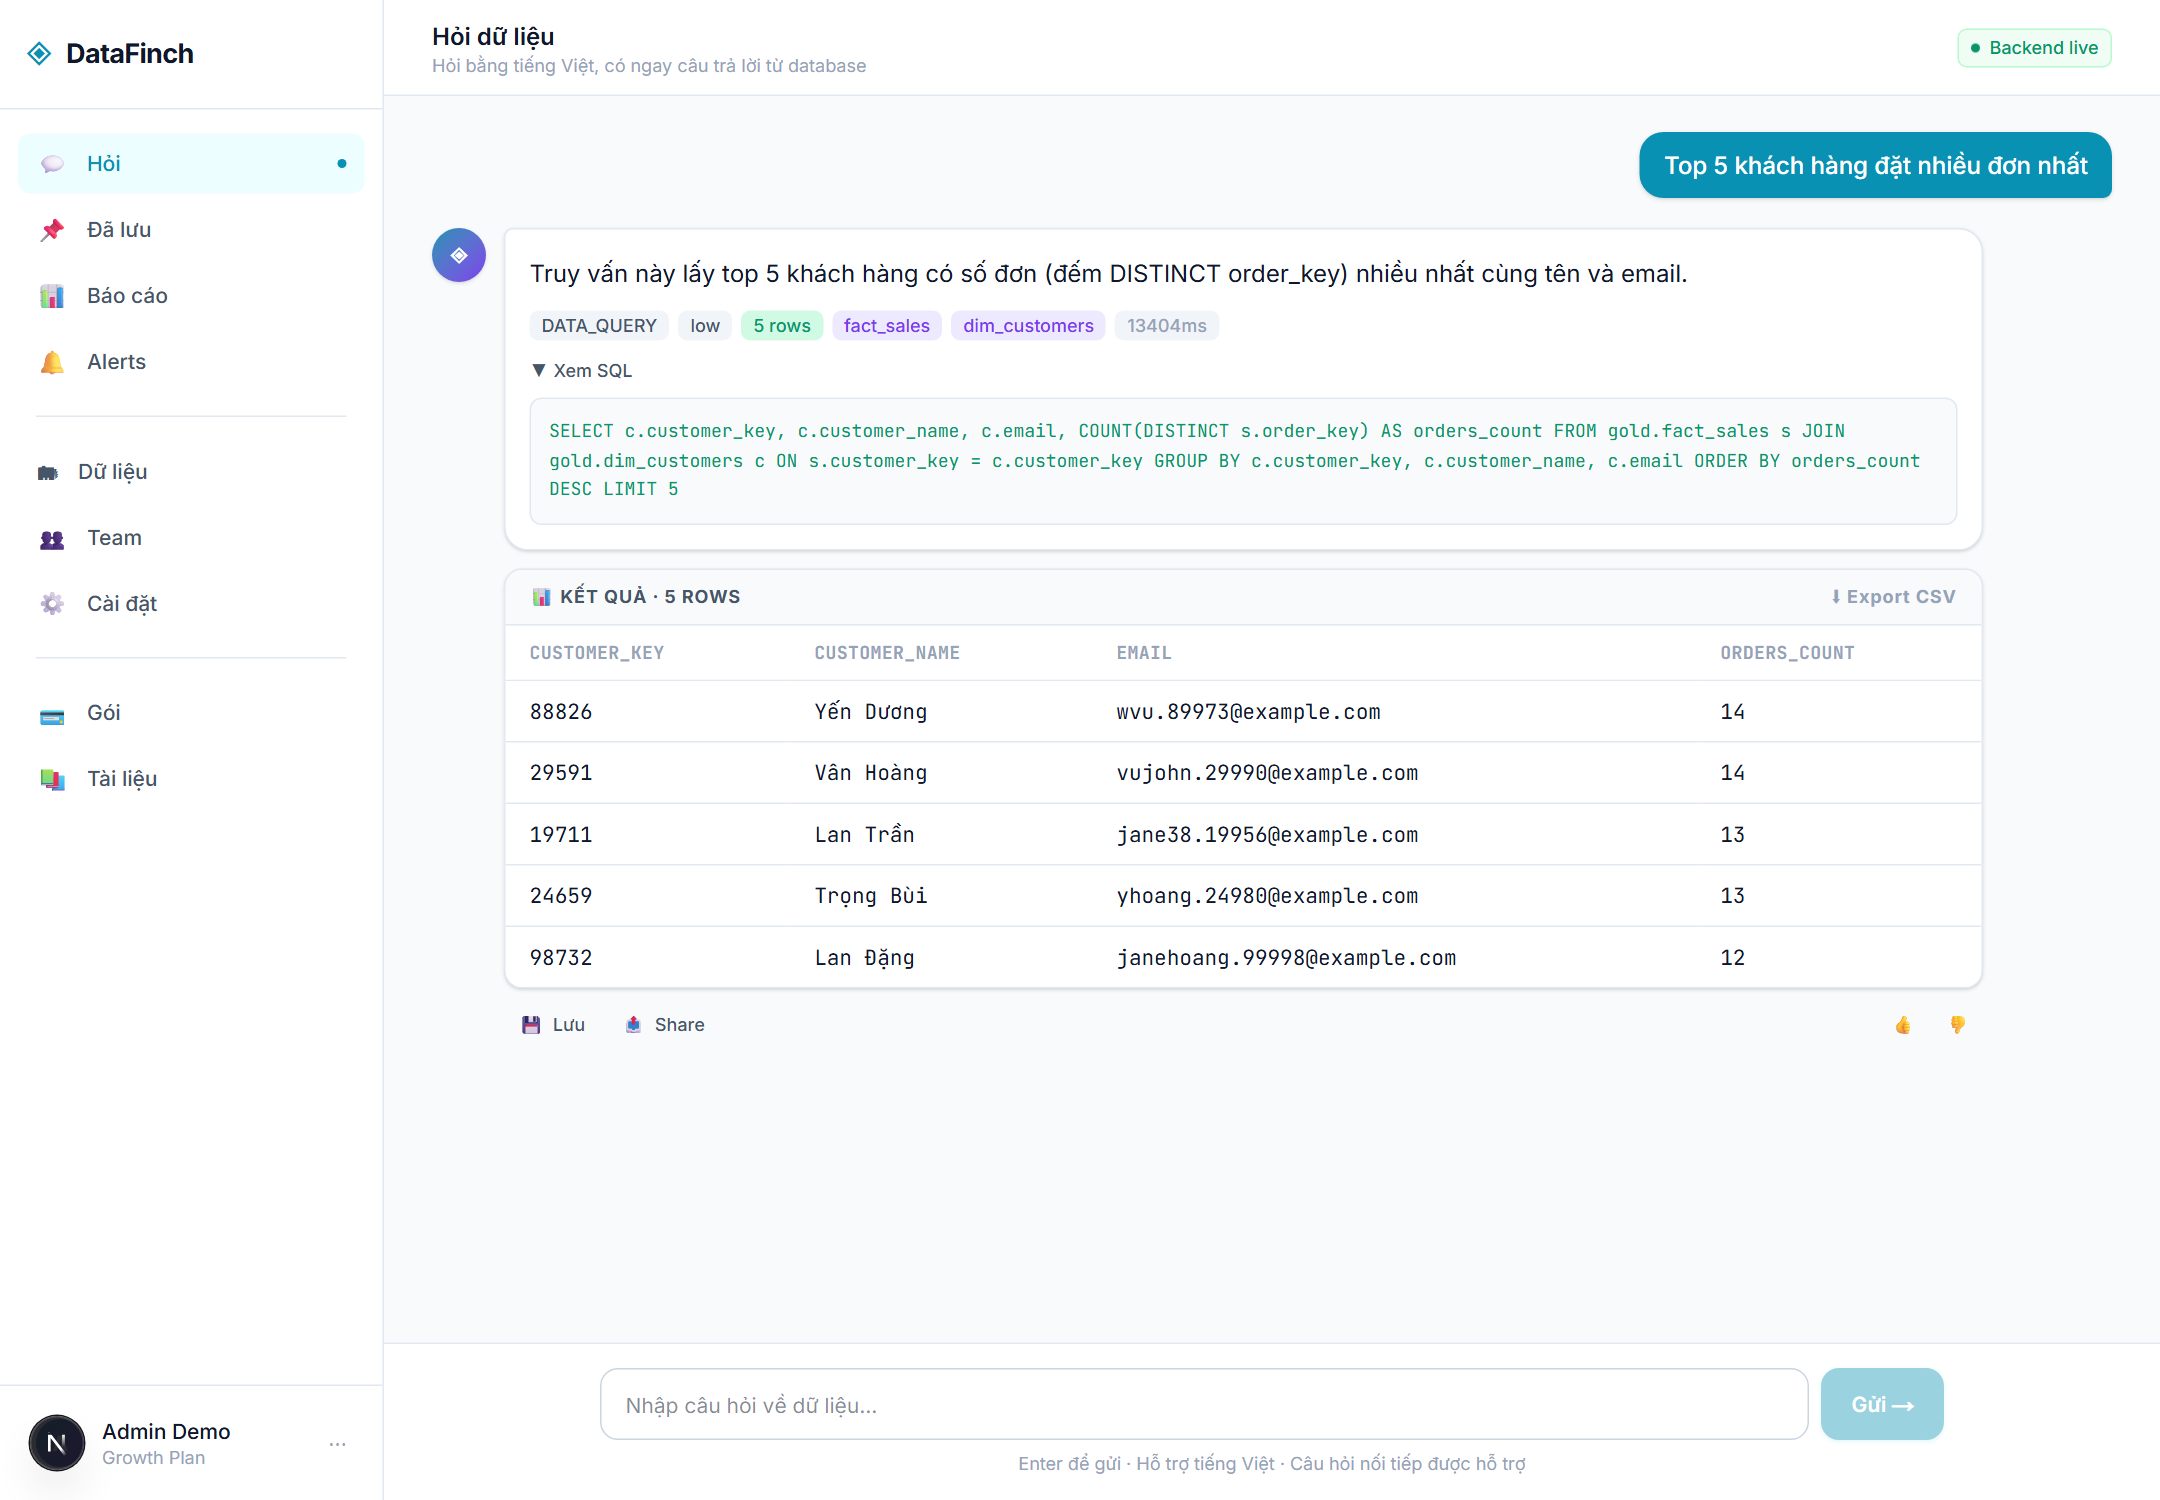 DataFinch
Hỏi
Đã lưu
Báo cáo
Alerts
Dữ liệu
Team
Cài đặt
Gói
Tài liệu
N
Admin Demo
Growth Plan
...
Hỏi dữ liệu
Hỏi bằng tiếng Việt, có ngay câu trả lời từ database
Backend live
Top 5 khách hàng đặt nhiều đơn nhất
Truy vấn này lấy top 5 khách hàng có số đơn (đếm DISTINCT order_key) nhiều nhất cùng tên và email.
DATA_QUERY low 5 rows fact_sales dim_customers 13404ms
▼ Xem SQL
SELECT c.customer_key, c.customer_name, c.email, COUNT(DISTINCT s.order_key) AS orders_count FROM gold.fact_sales s JOIN
gold.dim_customers c ON s.customer_key = c.customer_key GROUP BY c.customer_key, c.customer_name, c.email ORDER BY orders_count
DESC LIMIT 5
KẾT QUẢ · 5 ROWS
⬇ Export CSV
CUSTOMER_KEY CUSTOMER_NAME EMAIL ORDERS_COUNT
88826 Yến Dương wvu.89973@example.com 14
29591 Vân Hoàng vujohn.29990@example.com 14
19711 Lan Trần jane38.19956@example.com 13
24659 Trọng Bùi yhoang.24980@example.com 13
98732 Lan Đặng janehoang.99998@example.com 12
Lưu
Share
Nhập câu hỏi về dữ liệu...
Gửi →
Enter để gửi · Hỗ trợ tiếng Việt · Câu hỏi nối tiếp được hỗ trợ